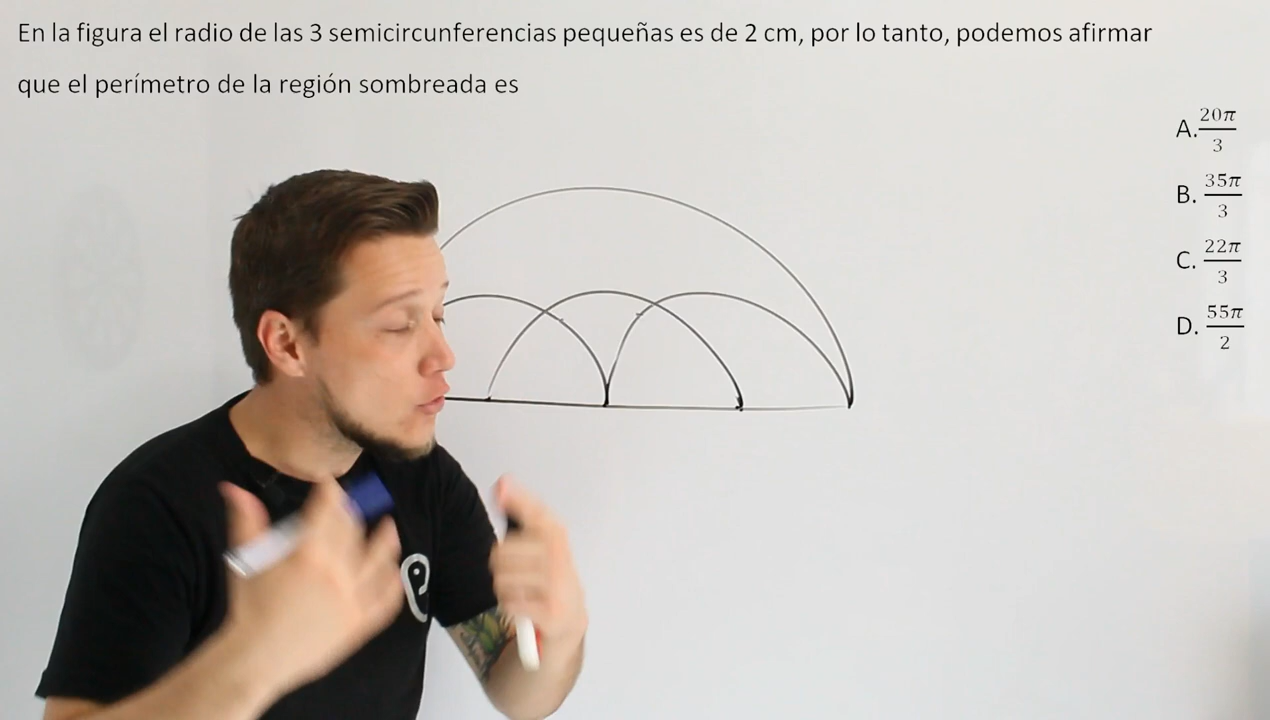 En la figura el radio de las 3 semicircunferencias pequeñas es de 2 cm, por lo tanto, podemos afirmar
que el perímetro de la región sombreada es
A. 20π/3
B. 35π/3
C. 22π/3
D. 55π/2